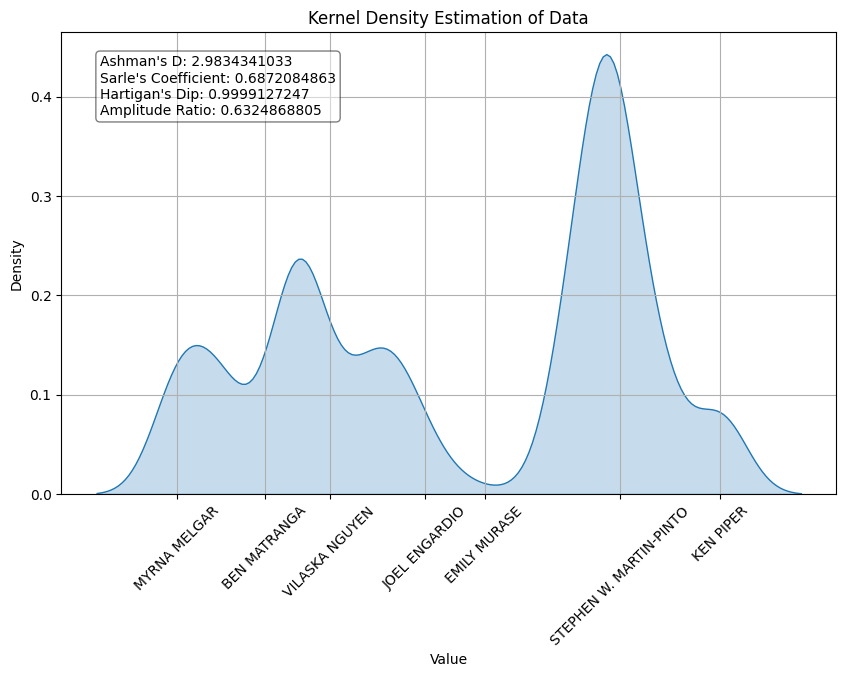 Kernel Density Estimation of Data
Ashman's D: 2.9834341033
Sarle's Coefficient: 0.6872084863
Hartigan's Dip: 0.9999127247
Amplitude Ratio: 0.6324868805
Density
0.4
0.3
0.2
0.1
0.0
MYRNA MELGAR
BEN MATRANGA
VILASKA NGUYEN
JOEL ENGARDIO
EMILY MURASE
STEPHEN W. MARTIN-PINTO
KEN PIPER
Value